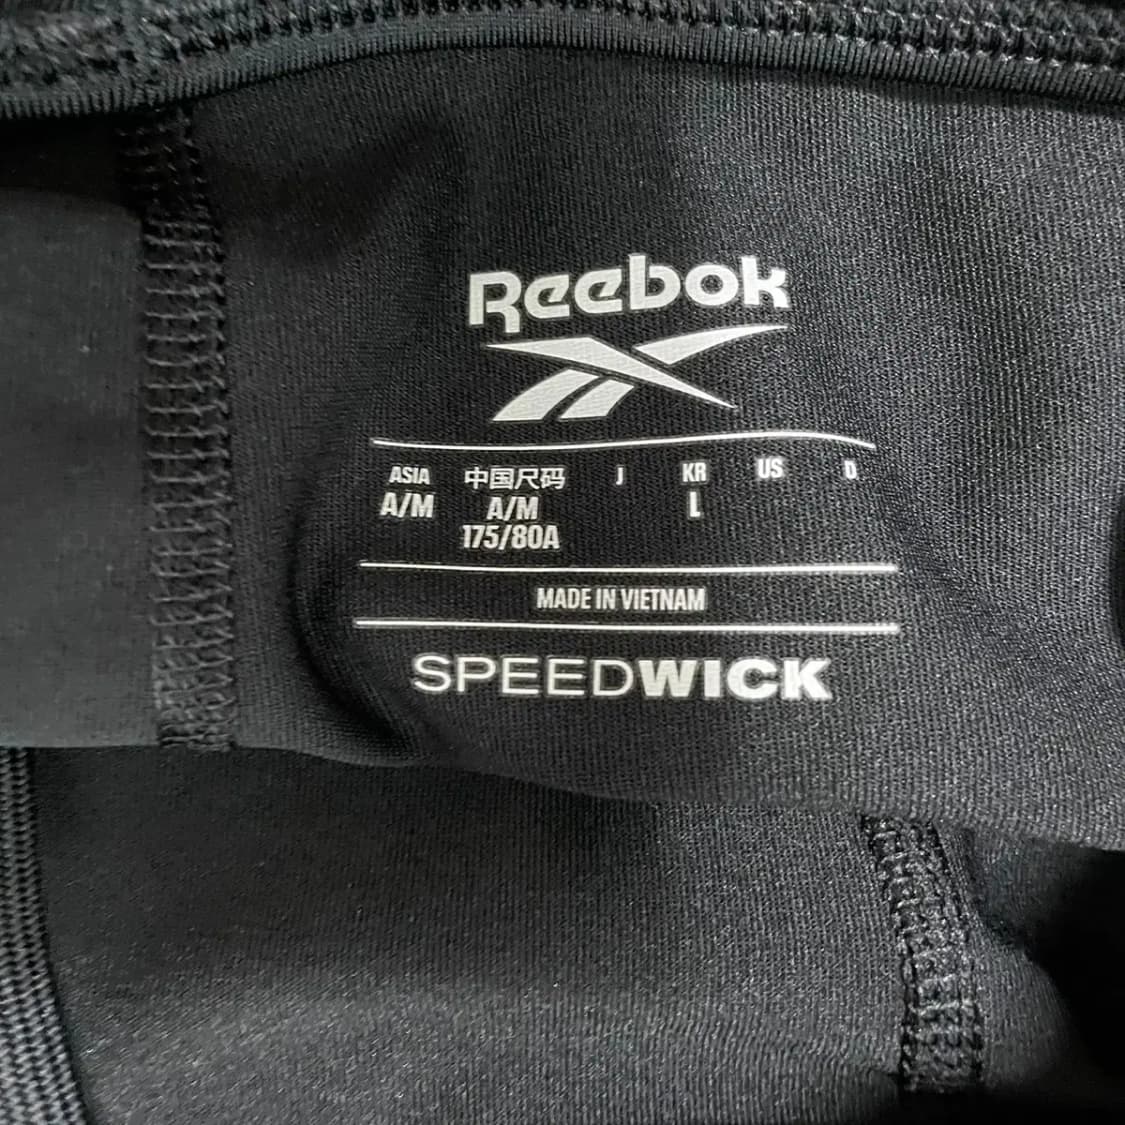 Reebok
ASIA 中国尺码 J KR US D
A/M A/M L
175/80A
MADE IN VIETNAM
SPEEDWICK